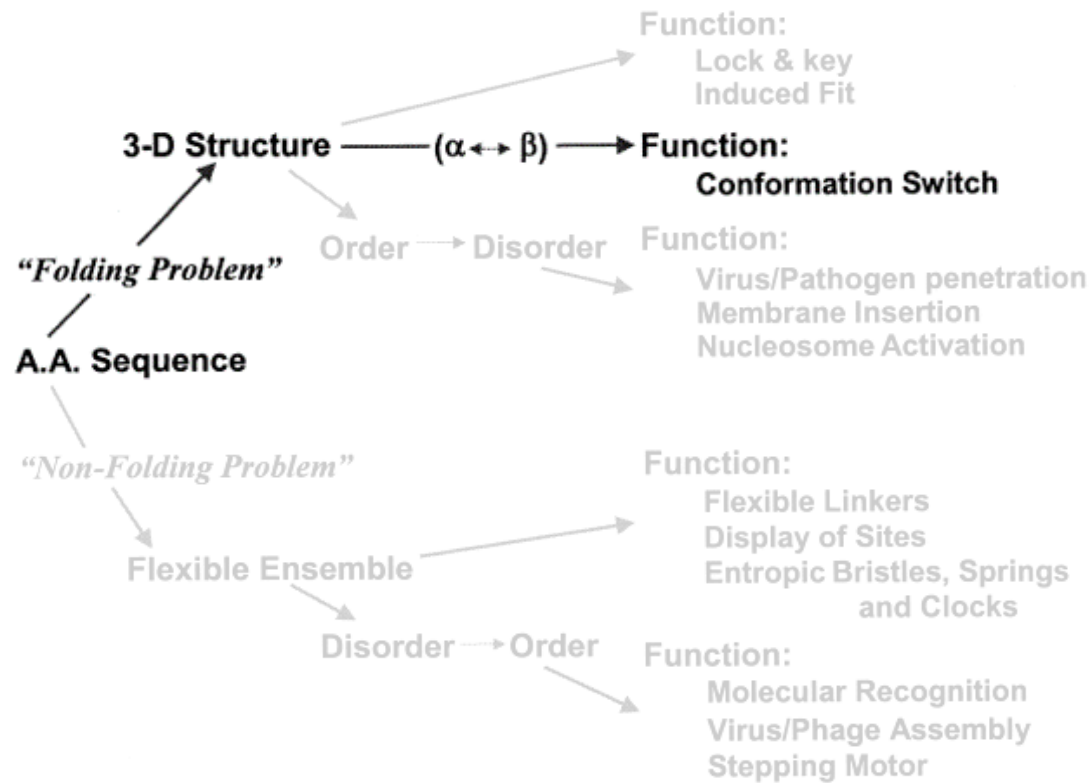 Function:
Lock & key
Induced Fit
3-D Structure (α ↔ β) Function:
Conformation Switch
Order Disorder Function:
"Folding Problem" Virus/Pathogen penetration
Membrane Insertion
Nucleosome Activation
A.A. Sequence
"Non-Folding Problem" Function:
Flexible Linkers
Display of Sites
Flexible Ensemble Entropic Bristles, Springs
and Clocks
Disorder Order Function:
Molecular Recognition
Virus/Phage Assembly
Stepping Motor